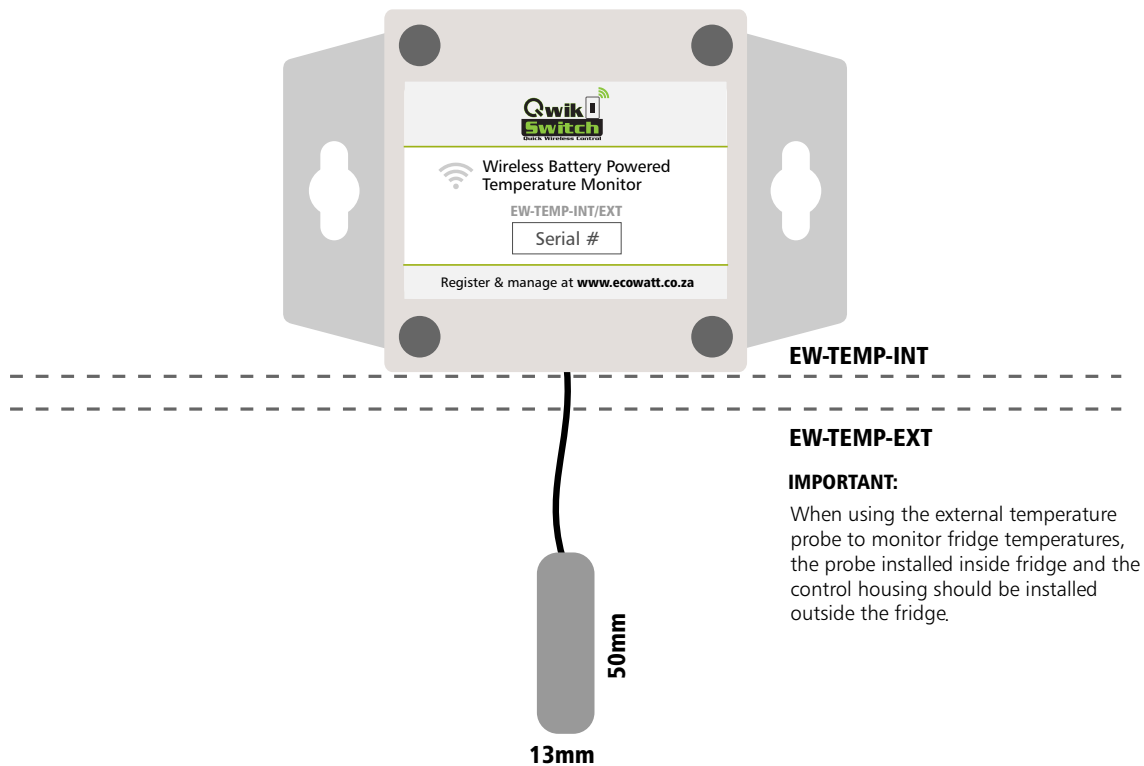 Qwik
Switch
Quick Wireless Control
Wireless Battery Powered
Temperature Monitor
EW-TEMP-INT/EXT
Serial #
Register & manage at www.ecowatt.co.za
EW-TEMP-INT
EW-TEMP-EXT
IMPORTANT:
When using the external temperature
probe to monitor fridge temperatures,
the probe installed inside fridge and the
control housing should be installed
outside the fridge.
50mm
13mm